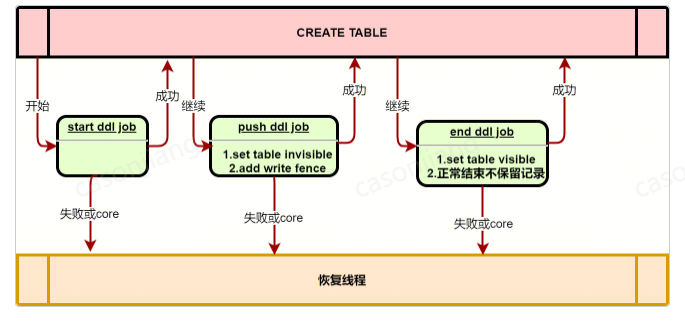 CREATE TABLE
开始
成功
继续
成功
继续
成功
start ddl job
push ddl job
1.set table invisible
2.add write fence
end ddl job
1.set table visible
2.正常结束不保留记录
失败或core
失败或core
失败或core
恢复线程